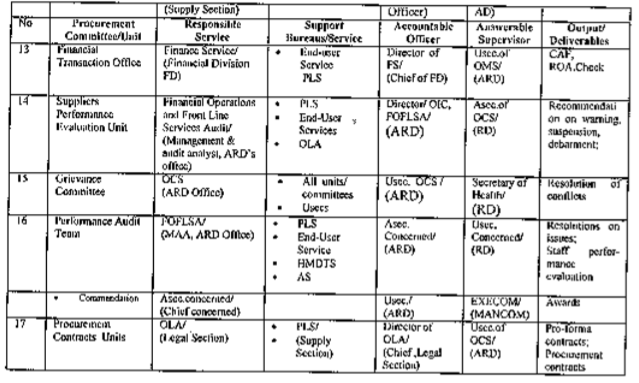 (Supply Section) Officer) AD)
No Procurement Committee/Unit Responsible Service Support Bureaus/Service Accountable Officer Answerable Supervisor Output/ Deliverables
13 Financial Transaction Office Finance Service/ (Financial Division FD) • End-user Service PLS Director of FS/ (Chief of FD) Usec.of OMS/ (ARD) CAF, ROA.Check
14 Suppliers Performance Evaluation Unit Financial Operations and Front Line Services Audit/ (Management & audit analyst, ARD's office) • PLS • End-User Services • OLA Director/ OIC, POFLSA/ (ARD) Asec.of OCS/ (RD) Recommendati on on warning, suspension, debarment;
15 Grievance Committee OCS (ARD Office) • All units/ committees • Usecs Usec. OCS / (ARD) Secretary of Health/ (RD) Resolution of conflicts
16 Performance Audit Team POFLSA/ (MAA, ARD Office) • PLS • End-User Service • HMDTS • AS Asec. Concerned/ (ARD) Usec. Concerned/ (RD) Resolutions on issues; Staff perfor- mance evaluation
• Commendation Asec.concerned/ (Chief concerned) Usec./ (ARD) EXECOM/ (MANCOM) Awards
17 Procurement Contracts Units OLA/ (Legal Section) • PLS/ • (Supply Section) Director of OLA/ (Chief ,Legal Section) Usec.of OCS/ (ARD) Pro-forma contracts; Procurement contracts